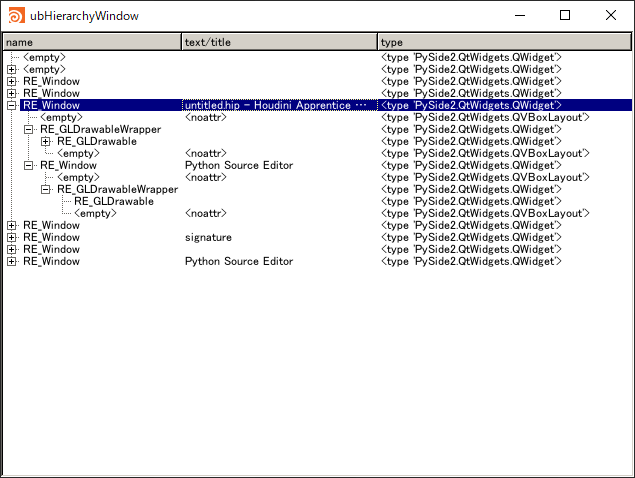 ubHierarchyWindow
name text/title type
<empty> <type 'PySide2.QtWidgets.QWidget'>
<empty> <type 'PySide2.QtWidgets.QWidget'>
RE_Window <type 'PySide2.QtWidgets.QWidget'>
RE_Window <type 'PySide2.QtWidgets.QWidget'>
RE_Window untitled.hip - Houdini Apprentice ... <type 'PySide2.QtWidgets.QWidget'>
<empty> <noattr> <type 'PySide2.QtWidgets.QVBoxLayout'>
RE_GLDrawableWrapper <type 'PySide2.QtWidgets.QWidget'>
RE_GLDrawable <type 'PySide2.QtWidgets.QWidget'>
<empty> <noattr> <type 'PySide2.QtWidgets.QVBoxLayout'>
RE_Window Python Source Editor <type 'PySide2.QtWidgets.QWidget'>
<empty> <noattr> <type 'PySide2.QtWidgets.QVBoxLayout'>
RE_GLDrawableWrapper <type 'PySide2.QtWidgets.QWidget'>
RE_GLDrawable <type 'PySide2.QtWidgets.QWidget'>
<empty> <noattr> <type 'PySide2.QtWidgets.QVBoxLayout'>
RE_Window <type 'PySide2.QtWidgets.QWidget'>
RE_Window signature <type 'PySide2.QtWidgets.QWidget'>
RE_Window <type 'PySide2.QtWidgets.QWidget'>
RE_Window Python Source Editor <type 'PySide2.QtWidgets.QWidget'>